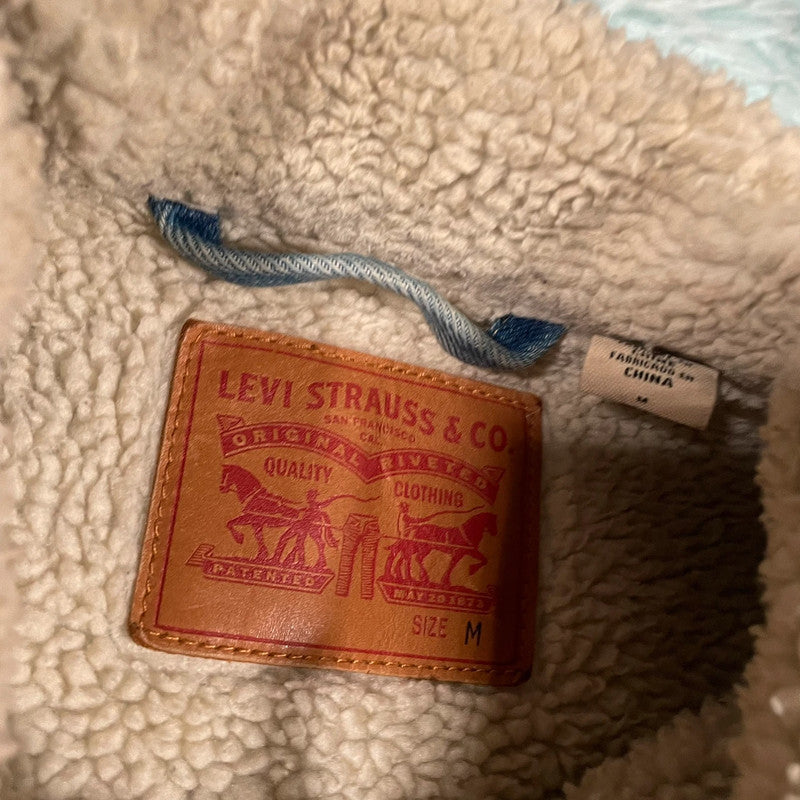 LEVI STRAUSS & CO.
SAN FRANCISCO
CAL.
ORIGINAL RIVETED
QUALITY CLOTHING
PATENTED MAY 20 1873
SIZE M
FABRICADO EN
CHINA
M